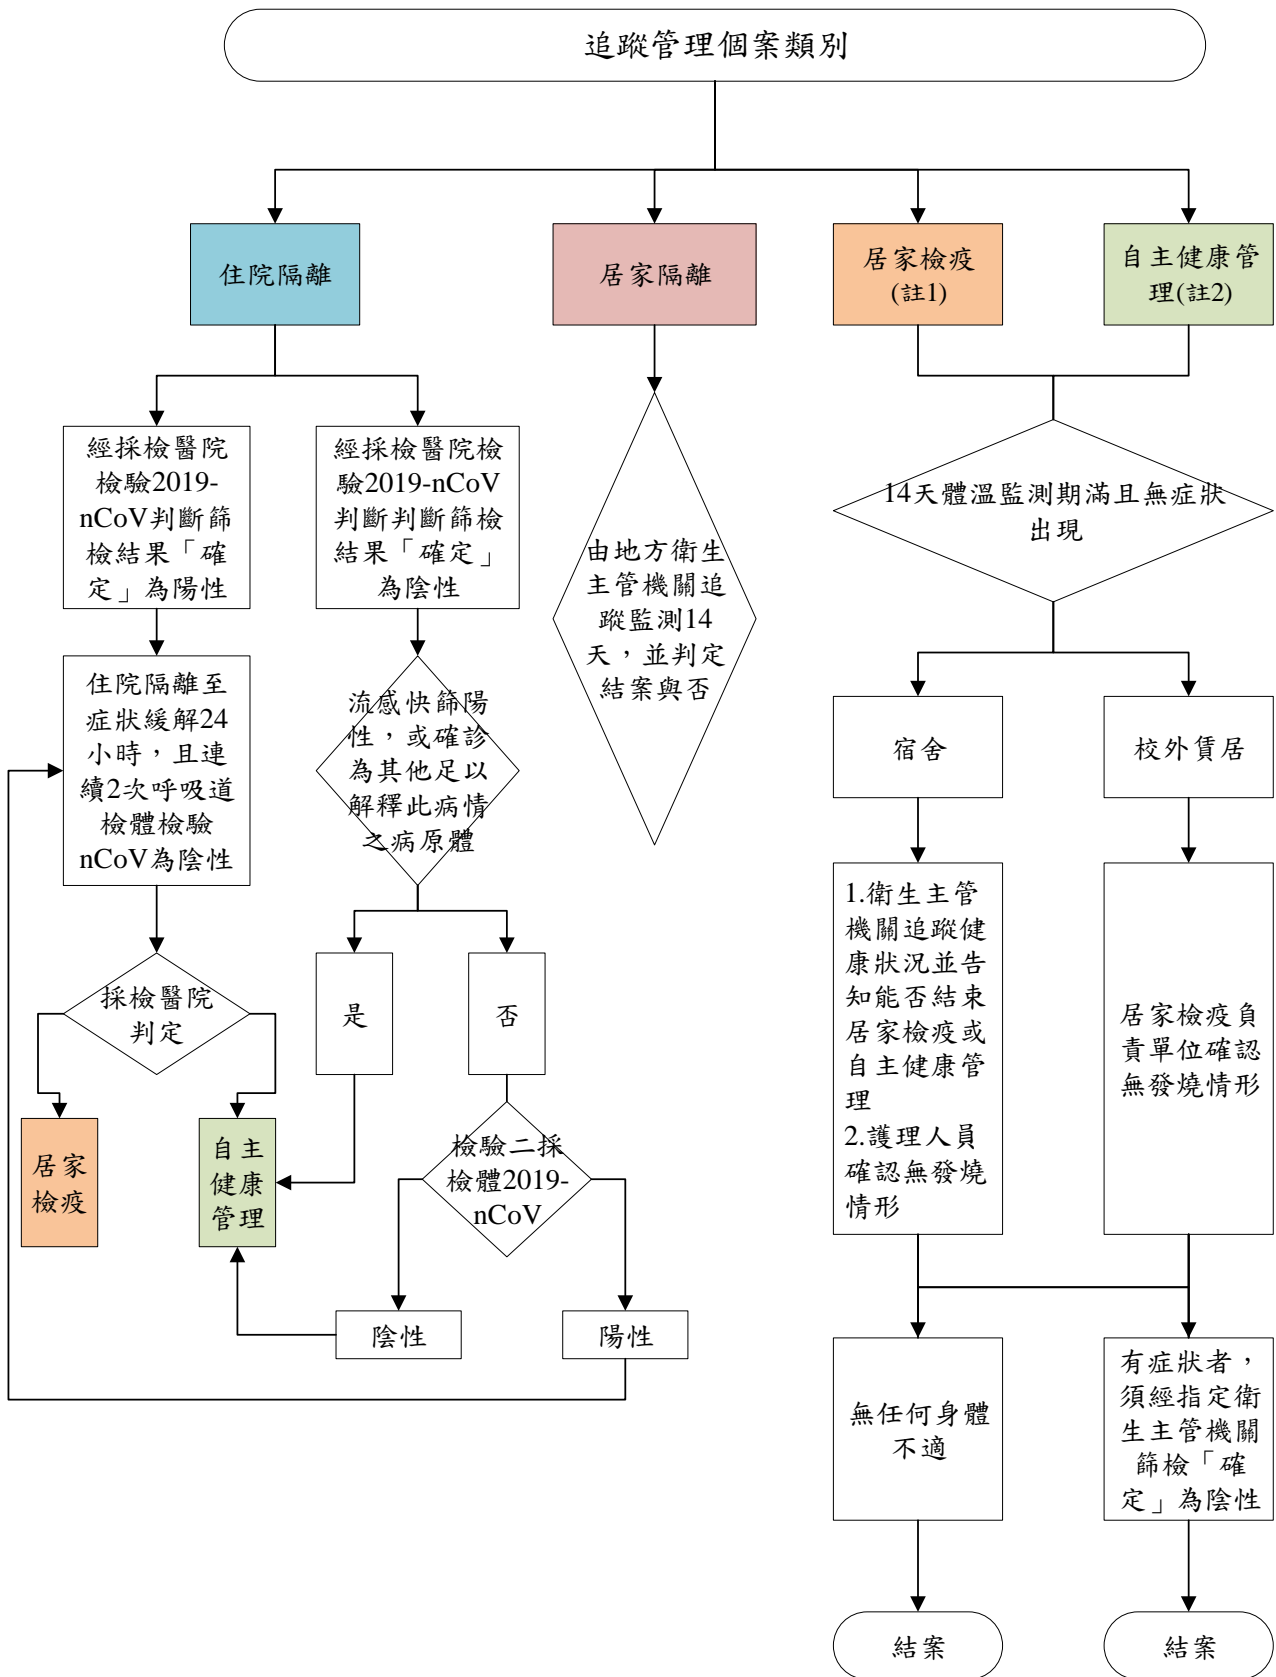 追蹤管理個案類別
住院隔離
居家隔離
居家檢疫
(註1)
自主健康管
理(註2)
經採檢醫院
檢驗2019-
nCoV判斷篩
檢結果「確
定」為陽性
經採檢醫院檢
驗2019-nCoV
判斷判斷篩檢
結果「確定」
為陰性
由地方衛生
主管機關追
蹤監測14
天，並判定
結案與否
14天體溫監測期滿且無症狀
出現
住院隔離至
症狀緩解24
小時，且連
續2次呼吸道
檢體檢驗
nCoV為陰性
流感快篩陽
性，或確診
為其他足以
解釋此病情
之病原體
宿舍
校外賃居
採檢醫院
判定
是
否
1.衛生主管
機關追蹤健
康狀況並告
知能否結束
居家檢疫或
自主健康管
理
2.護理人員
確認無發燒
情形
居家檢疫負
責單位確認
無發燒情形
居家
檢疫
自主
健康
管理
檢驗二採
檢體2019-
nCoV
陰性
陽性
無任何身體
不適
有症狀者，
須經指定衛
生主管機關
篩檢「確
定」為陰性
結案
結案